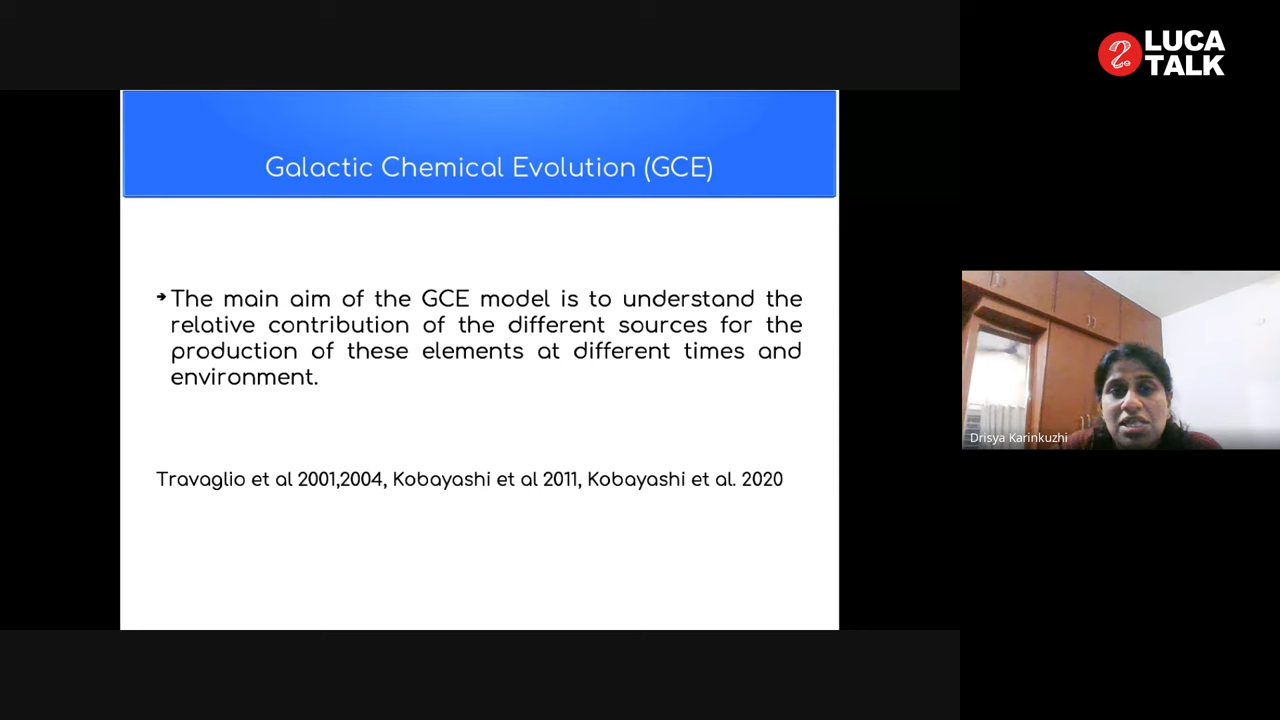 LUCA
TALK
Galactic Chemical Evolution (GCE)
The main aim of the GCE model is to understand the
relative contribution of the different sources for the
production of these elements at different times and
environment.
Travaglio et al 2001,2004, Kobayashi et al 2011, Kobayashi et al. 2020
Drisya Karinkuzhi